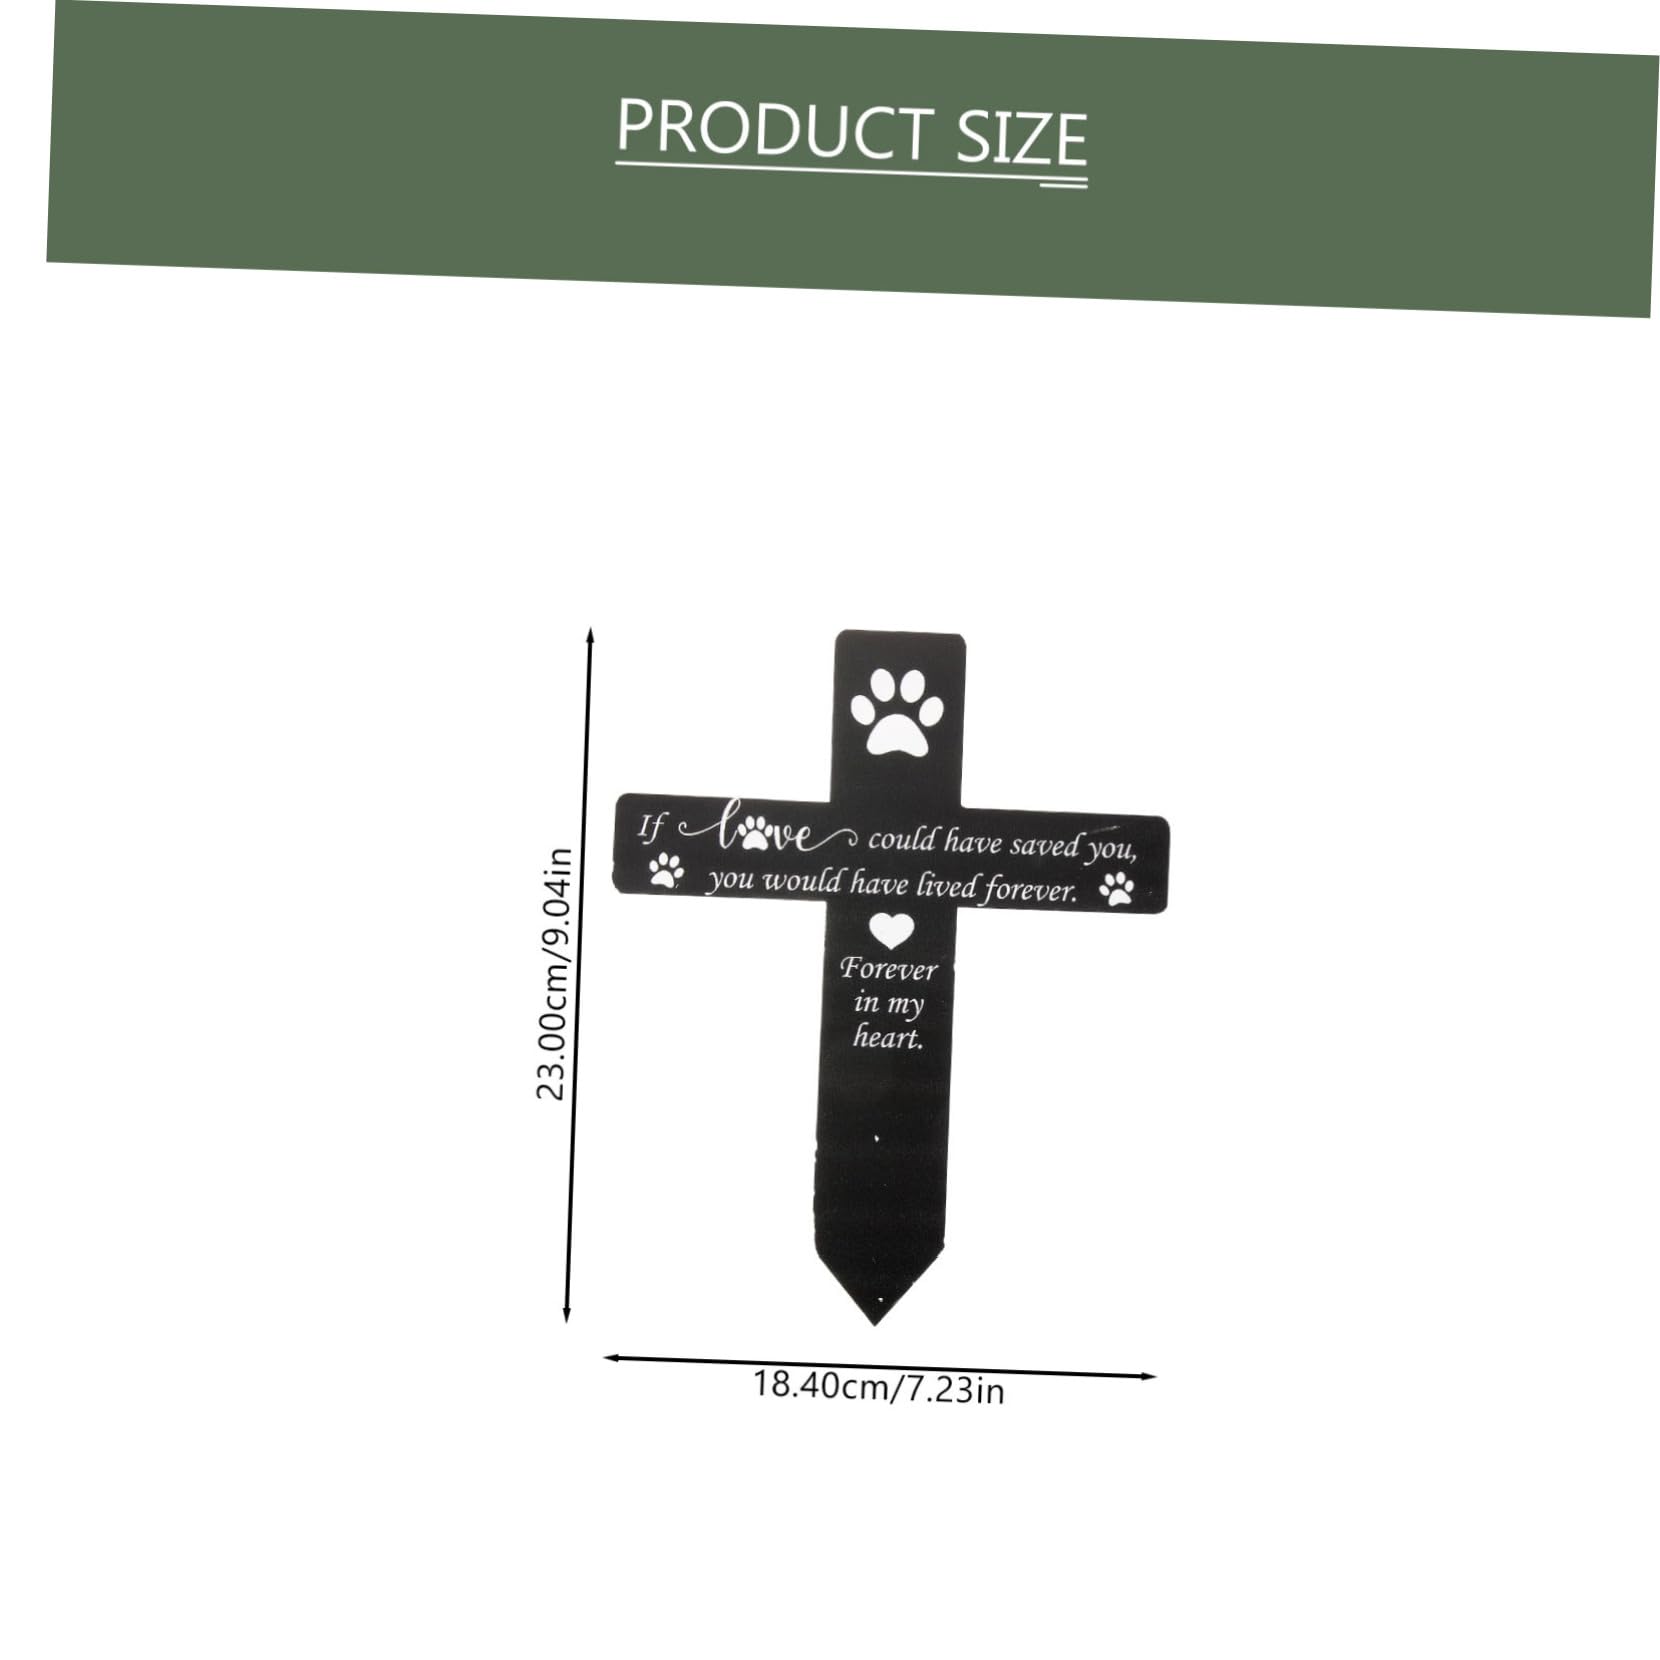 PRODUCT SIZE
If love could have saved you,
you would have lived forever.
Forever
in my
heart.
23.00cm/9.04in
18.40cm/7.23in